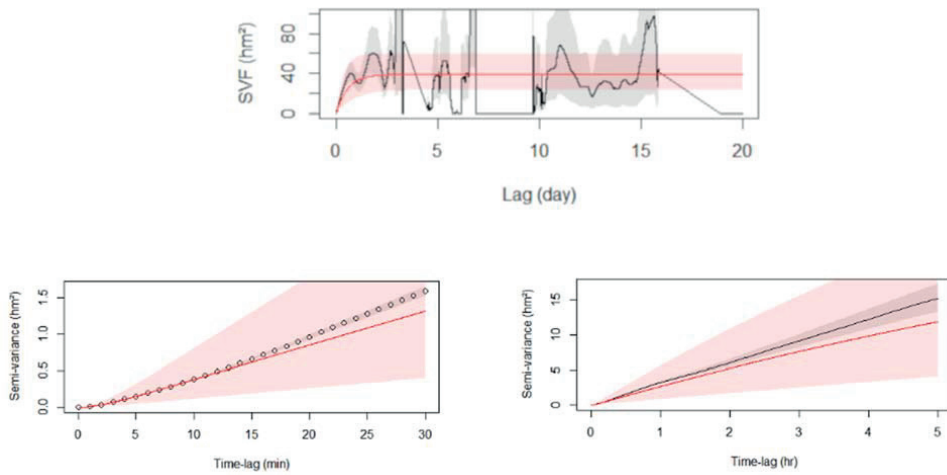 SVF (hm²)
80
40
0
0 5 10 15 20
Lag (day)
Semi-variance (hm²)
1.5
1.0
0.5
0.0
0 5 10 15 20 25 30
Time-lag (min)
Semi-variance (hm²)
15
10
5
0
0 1 2 3 4 5
Time-lag (hr)